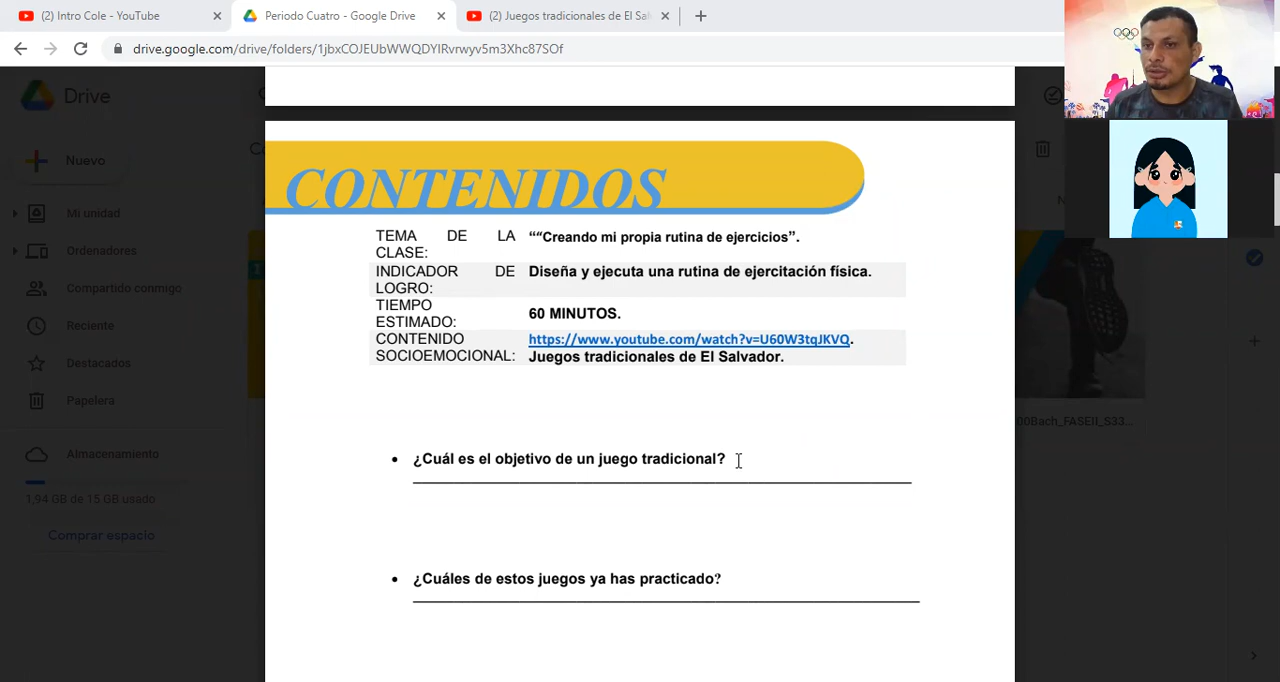 (2) Intro Cole - YouTube
Periodo Cuatro - Google Drive
(2) Juegos tradicionales de El Sal
drive.google.com/drive/folders/1jbxCOJEUbWWQDYIRvrwyv5m3Xhc87SOf
Drive
Nuevo
Mi unidad
Ordenadores
Compartido conmigo
Reciente
Destacados
Papelera
Almacenamiento
1,94 GB de 15 GB usado
Comprar espacio
CONTENIDOS
TEMA DE LA CLASE: ““Creando mi propia rutina de ejercicios”.
INDICADOR DE LOGRO: Diseña y ejecuta una rutina de ejercitación física.
TIEMPO ESTIMADO: 60 MINUTOS.
CONTENIDO SOCIOEMOCIONAL: https://www.youtube.com/watch?v=U60W3tqJKVQ.
Juegos tradicionales de El Salvador.
• ¿Cuál es el objetivo de un juego tradicional?
• ¿Cuáles de estos juegos ya has practicado?
00Bach_FASEII_S33...